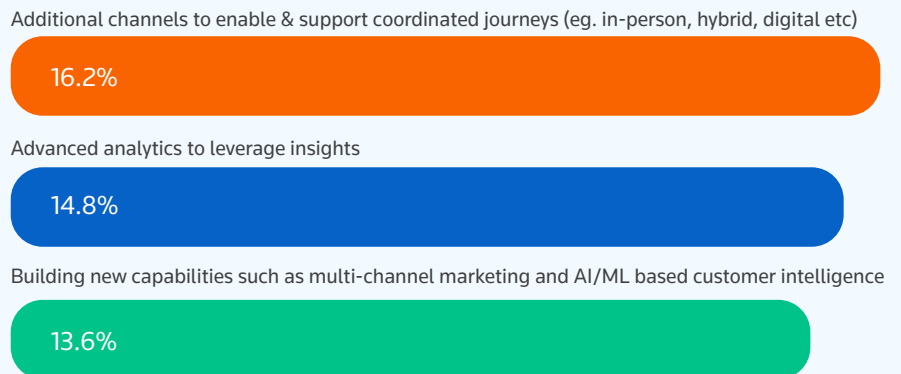 Additional channels to enable & support coordinated journeys (eg. in-person, hybrid, digital etc)
16.2%
Advanced analytics to leverage insights
14.8%
Building new capabilities such as multi-channel marketing and AI/ML based customer intelligence
13.6%